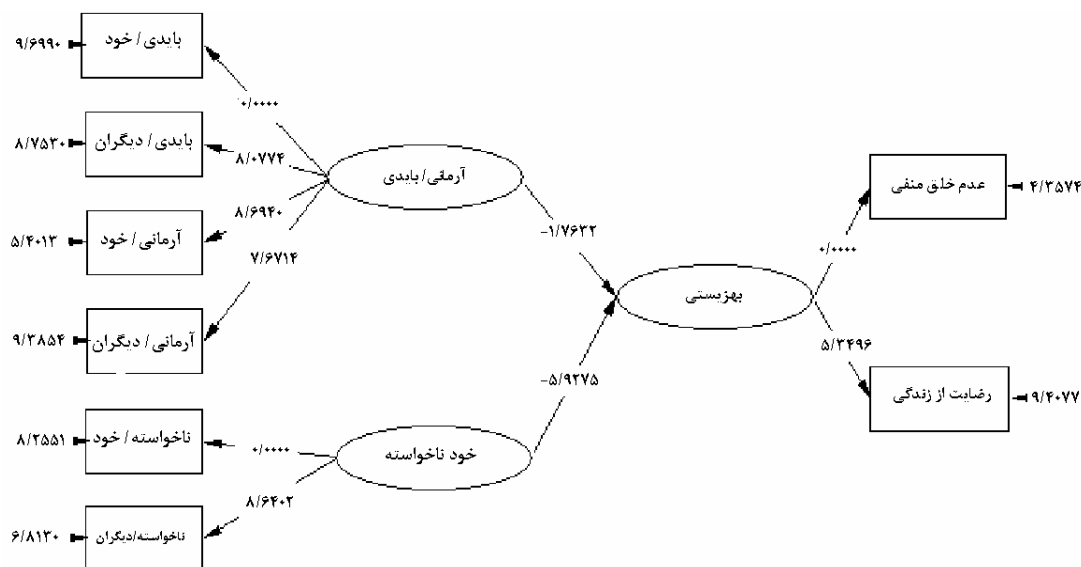 بایدی / خود
۹/۶۹۹۰
۰/۰۰۰۰
بایدی / دیگران
۸/۷۵۳۰
۸/۰۷۷۴
آرمانی/ بایدی
عدم خلق منفی
۴/۳۵۷۴
۸/۶۹۴۰
آرمانی / خود
۵/۴۰۱۳
-۱/۷۶۳۲
۰/۰۰۰۰
۷/۶۷۱۴
بهزیستی
آرمانی / دیگران
۹/۳۸۵۴
۵/۳۴۹۶
-۵/۹۲۷۵
رضایت از زندگی
۹/۴۰۷۷
ناخواسته / خود
۸/۲۵۵۱
۰/۰۰۰۰
خود ناخواسته
۸/۶۴۰۲
ناخواسته/دیگران
۶/۸۱۳۰